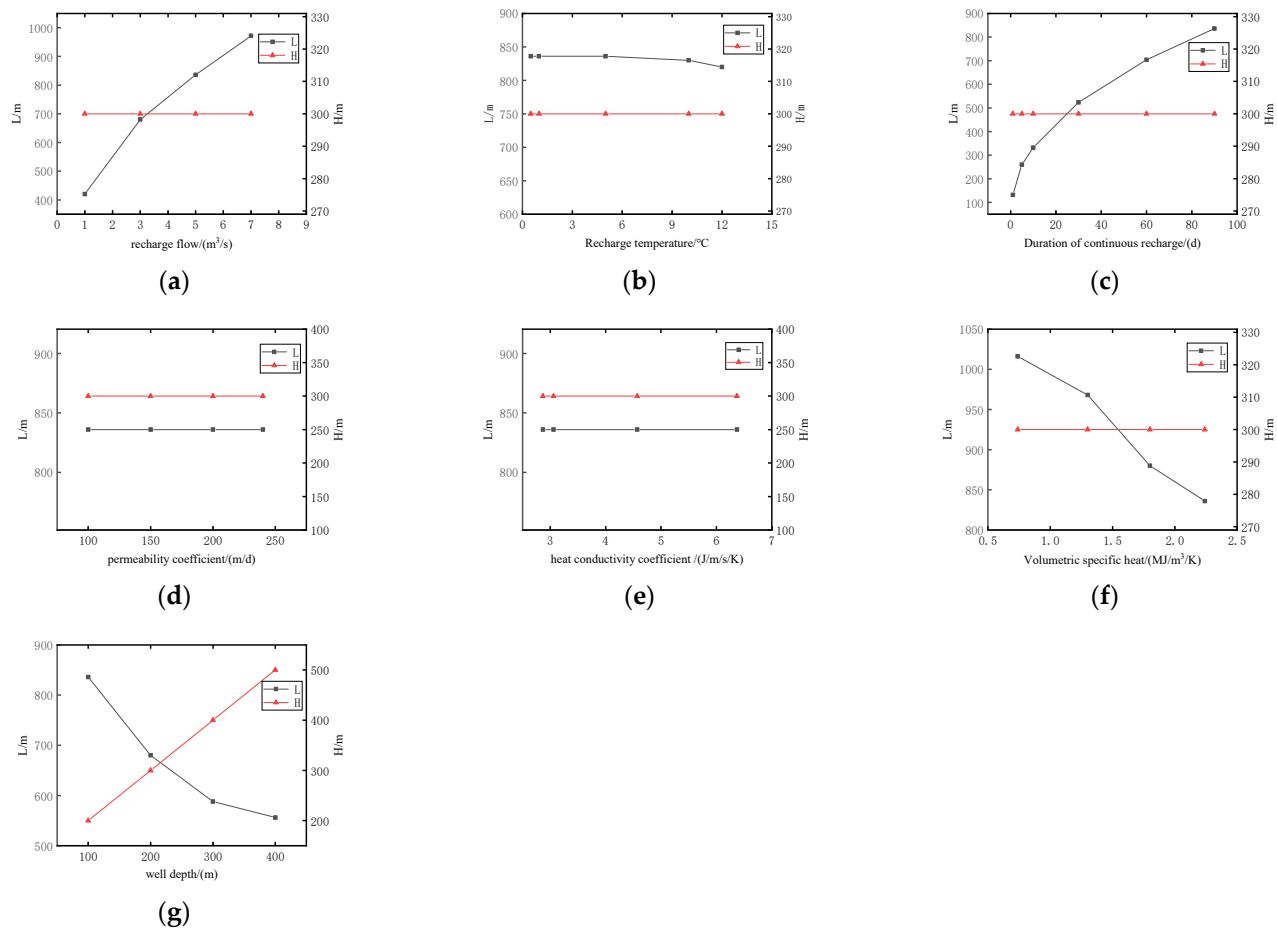 1000
900
800
700
600
500
400
330
320
310
300
290
280
270
L/m
H/m
L
H
0 1 2 3 4 5 6 7 8 9
recharge flow/(m³/s)
(a)
900
850
800
750
700
650
600
330
320
310
300
290
280
270
L/m
H/m
L
H
0 3 6 9 12 15
Recharge temperature/℃
(b)
900
800
700
600
500
400
300
200
100
330
320
310
300
290
280
270
L/m
H/m
L
H
0 20 40 60 80 100
Duration of continuous recharge/(d)
(c)
900
850
800
400
350
300
250
200
150
100
L/m
H/m
L
H
100 150 200 250
permeability coefficient/(m/d)
(d)
900
850
800
400
350
300
250
200
150
100
L/m
H/m
L
H
3 4 5 6 7
heat conductivity coefficient /(J/m/s/K)
(e)
1050
1000
950
900
850
800
330
320
310
300
290
280
270
L/m
H/m
L
H
0.5 1.0 1.5 2.0 2.5
Volumetric specific heat/(MJ/m³/K)
(f)
900
800
700
600
500
500
400
300
200
L/m
H/m
L
H
100 200 300 400
well depth/(m)
(g)